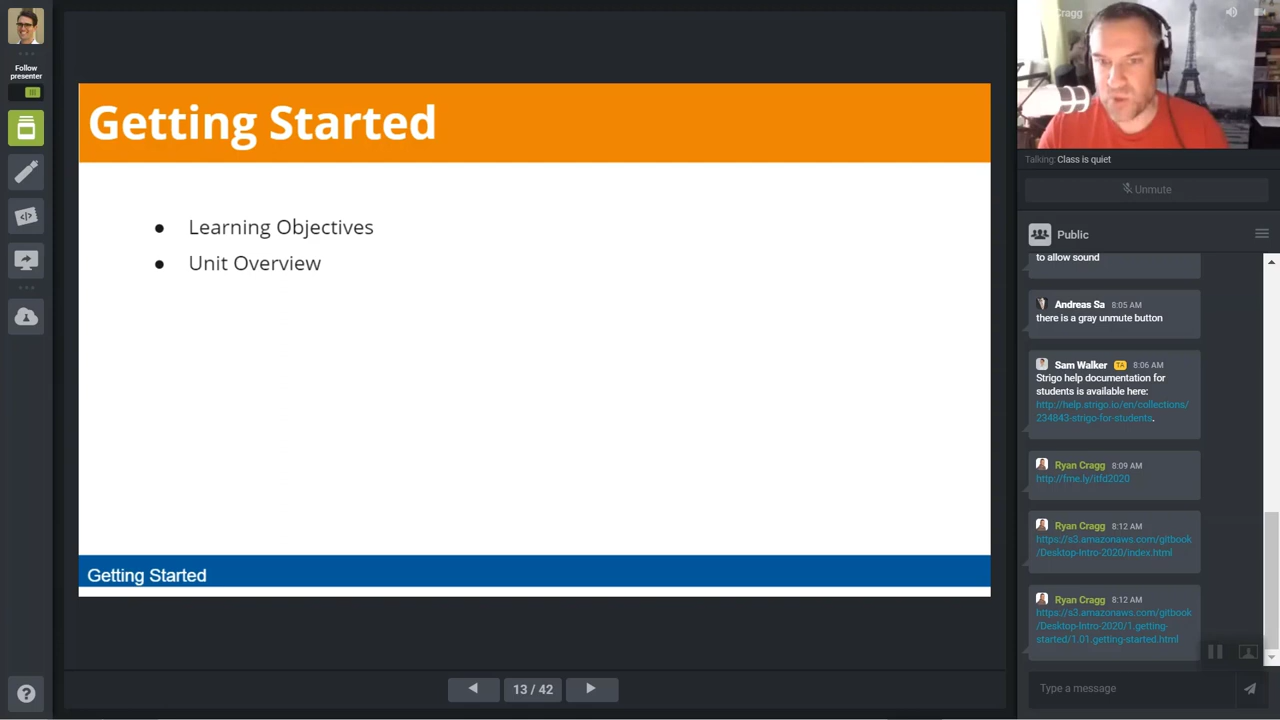 Follow
presenter
Getting Started
● Learning Objectives
● Unit Overview
Getting Started
13 / 42
Cragg
Talking: Class is quiet
Unmute
Public
to allow sound
Andreas Sa 8:05 AM
there is a gray unmute button
Sam Walker TA 8:06 AM
Strigo help documentation for
students is available here:
http://help.strigo.io/en/collections/
234843-strigo-for-students.
Ryan Cragg 8:09 AM
http://fme.ly/itfd2020
Ryan Cragg 8:12 AM
https://s3.amazonaws.com/gitbook
/Desktop-Intro-2020/index.html
Ryan Cragg 8:12 AM
https://s3.amazonaws.com/gitbook
/Desktop-Intro-2020/1.getting-
started/1.01.getting-started.html
Type a message